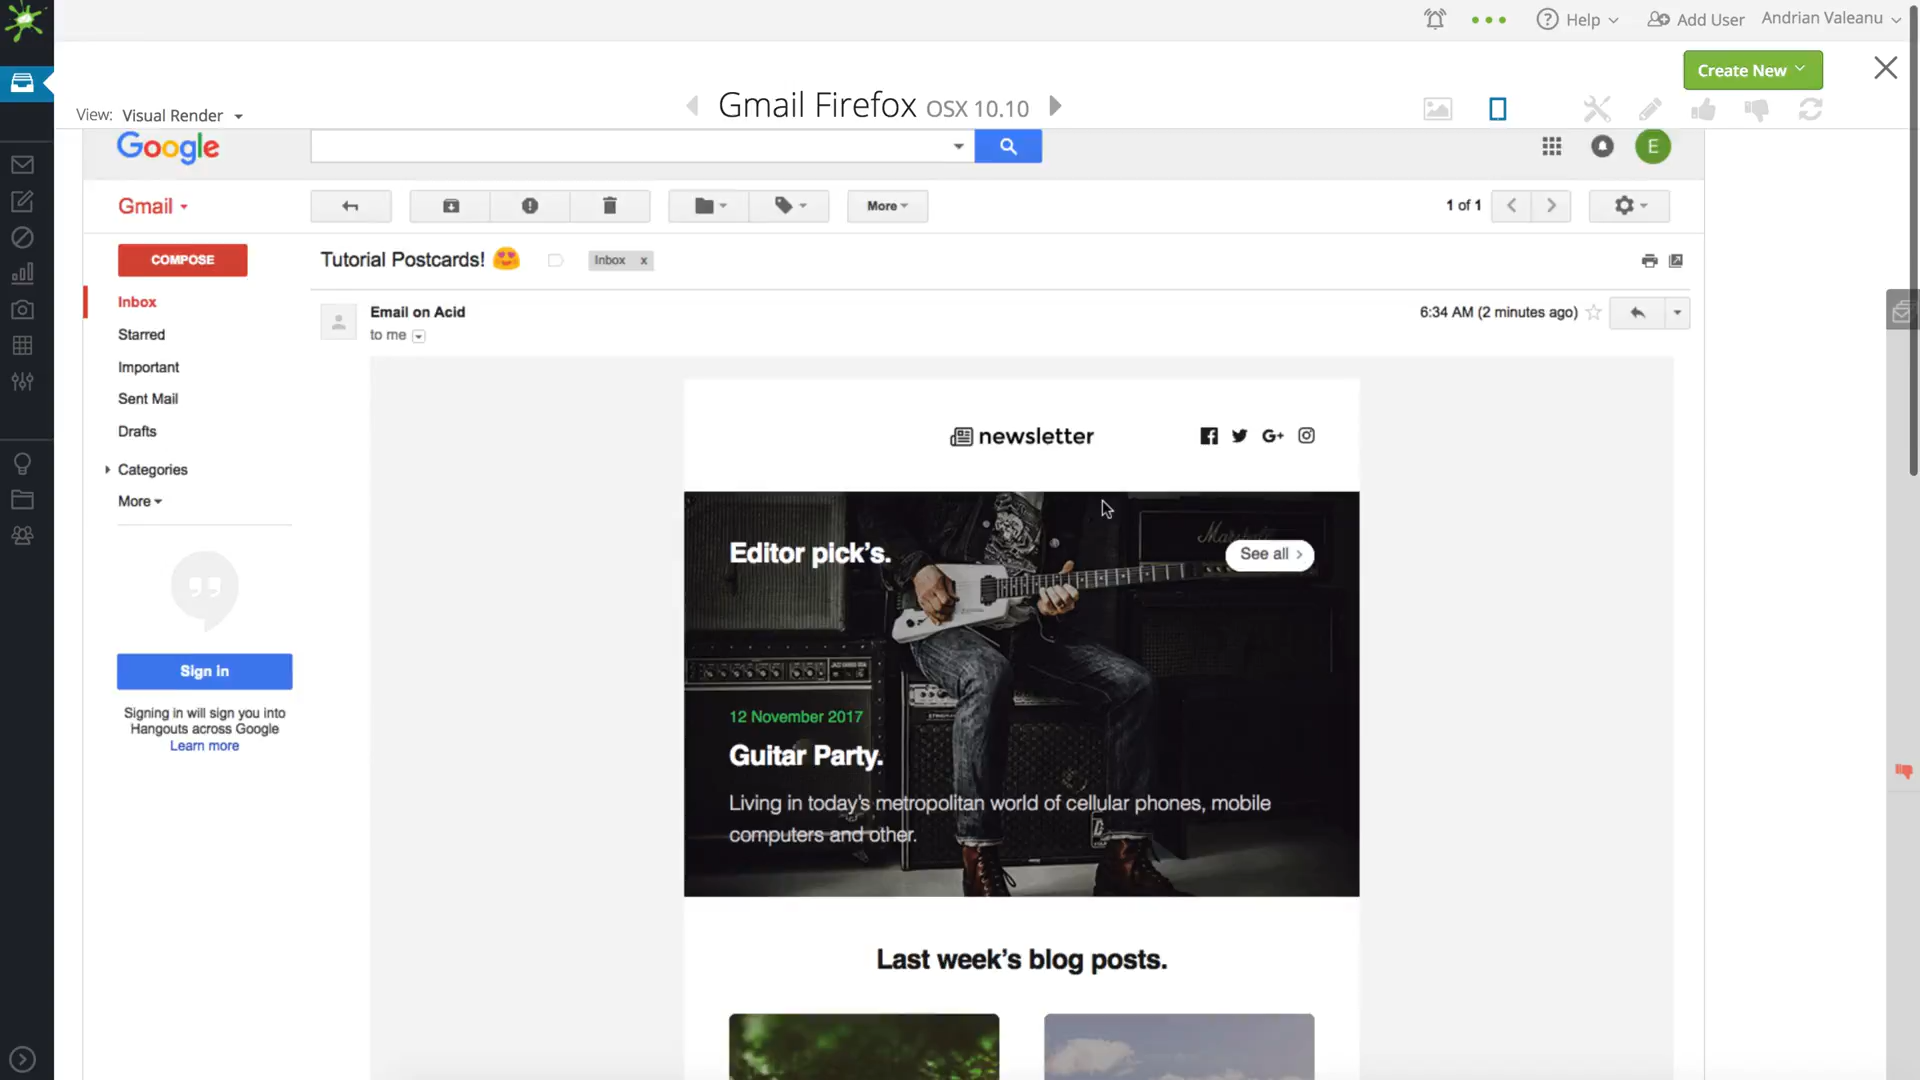 Help
Add User
Andrian Valeanu
Create New
View: Visual Render
Gmail Firefox OSX 10.10
Google
E
Gmail
More
1 of 1
COMPOSE
Tutorial Postcards!
Inbox x
Inbox
Email on Acid
6:34 AM (2 minutes ago)
to me
Starred
Important
Sent Mail
Drafts
Categories
More
newsletter
G+
Editor pick’s.
Marshall
See all
Sign in
Signing in will sign you into
Hangouts across Google
Learn more
12 November 2017
Guitar Party.
Living in today’s metropolitan world of cellular phones, mobile
computers and other.
Last week’s blog posts.